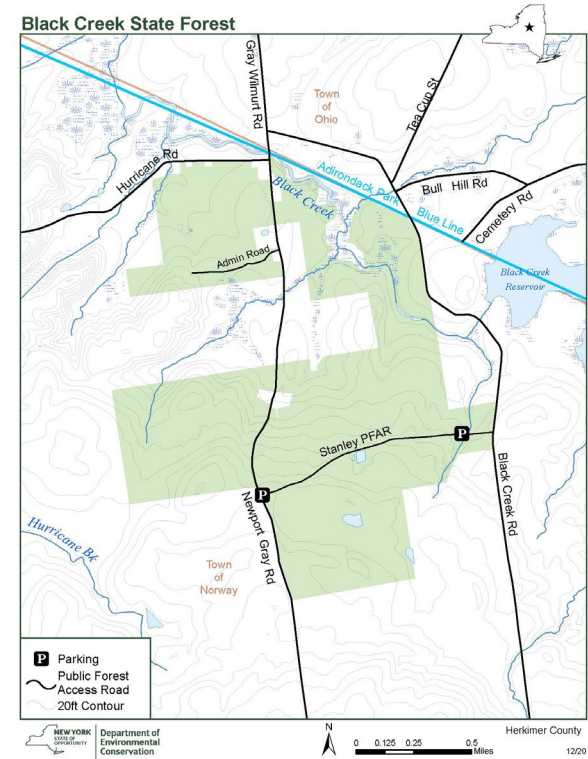 Black Creek State Forest
Gray Wilmurt Rd
Town
of
Ohio
Tea Cup St
Hurricane Rd
Adirondack Park
Blue Line
Bull Hill Rd
Cemetery Rd
Black Creek
Admin Road
Black Creek
Reservoir
Stanley PFAR
P
P
Black Creek Rd
Newport Gray Rd
Hurricane Bk
Town
of
Norway
P Parking
Public Forest
Access Road
20ft Contour
NEW YORK
STATE OF
OPPORTUNITY
Department of
Environmental
Conservation
N
0 0.125 0.25 0.5
Miles
Herkimer County
12/20